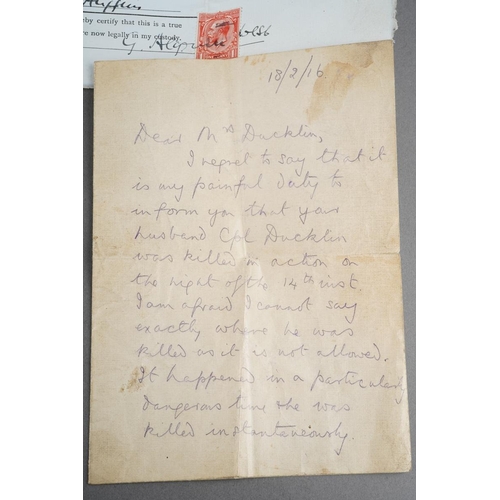 eby certify that this is a true
re now legally in my custody.
18/2/16
Dear Mrs Ducklin,
I regret to say that it
is my painful duty to
inform you that your
husband Cpl Ducklin
was killed in action on
the night of the 14th inst.
I am afraid I cannot say
exactly where he was
killed as it is not allowed.
It happened in a particularly
dangerous time & he was
killed instantaneously.